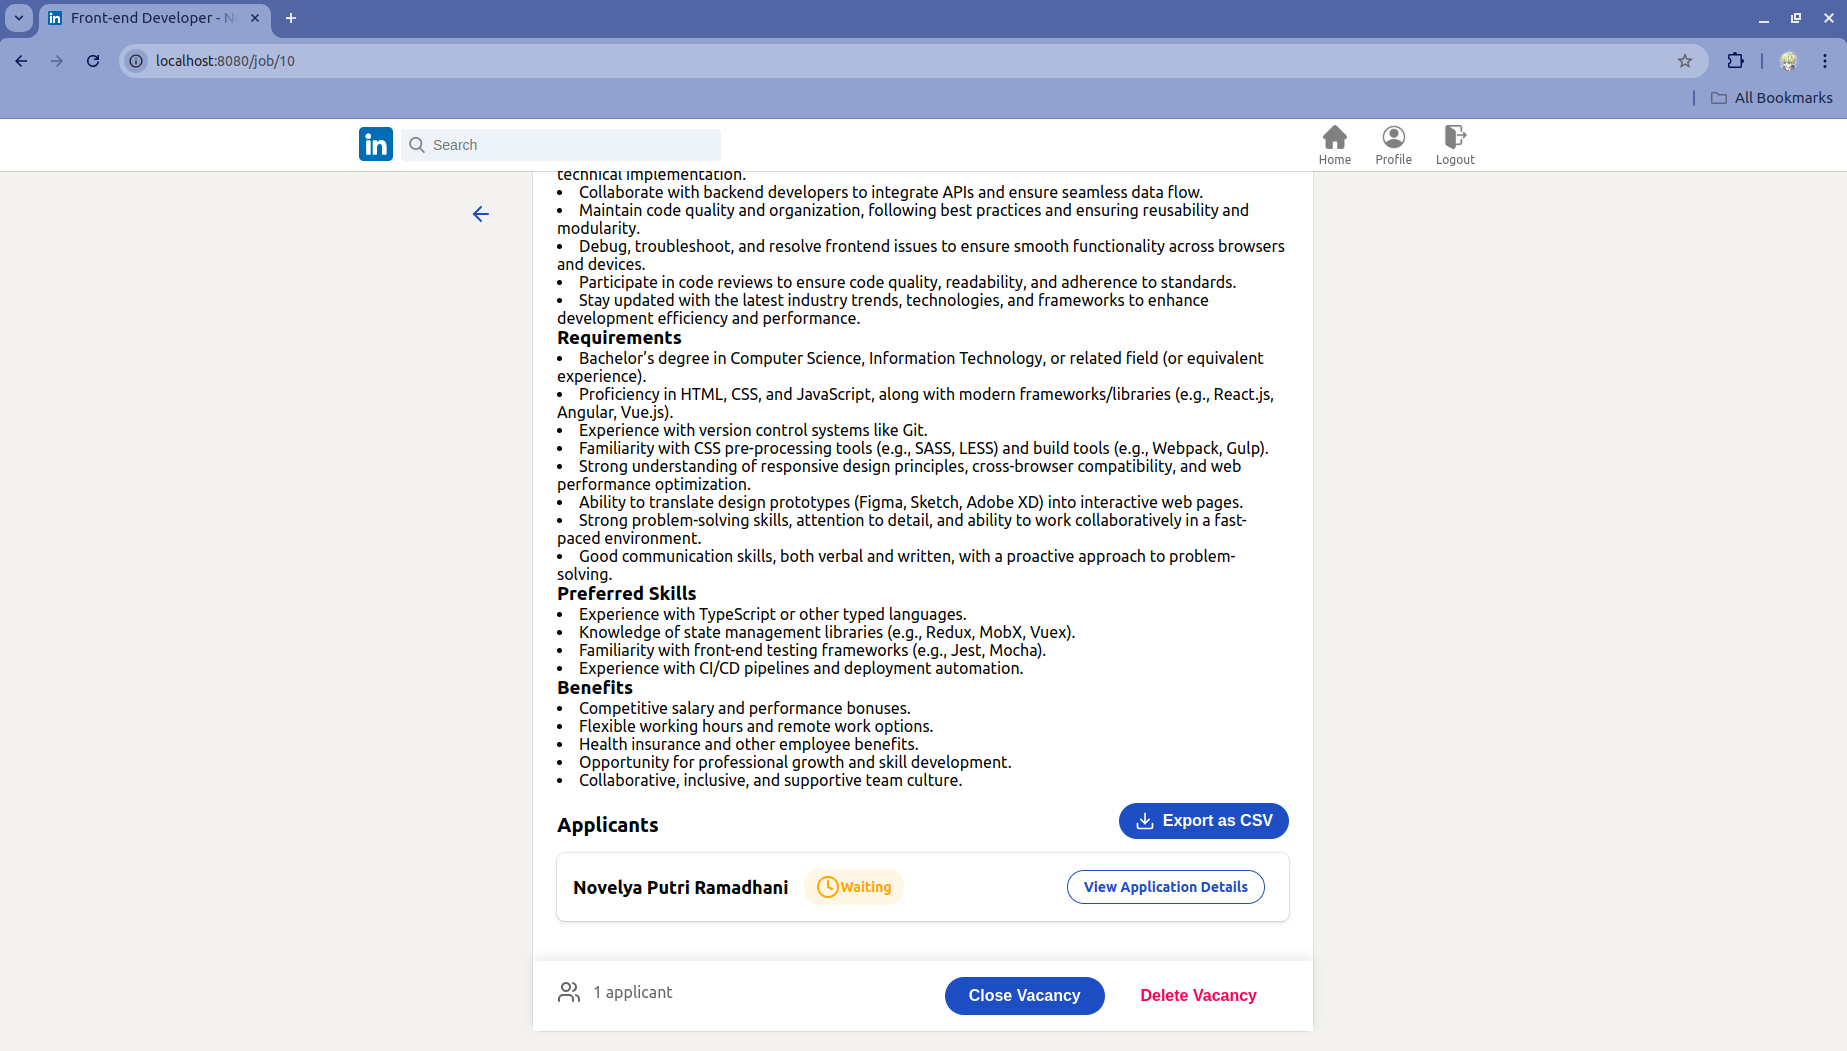 Front-end Developer - N
localhost:8080/job/10
All Bookmarks
in
Search
Home
Profile
Logout
technical implementation.
• Collaborate with backend developers to integrate APIs and ensure seamless data flow.
• Maintain code quality and organization, following best practices and ensuring reusability and
modularity.
• Debug, troubleshoot, and resolve frontend issues to ensure smooth functionality across browsers
and devices.
• Participate in code reviews to ensure code quality, readability, and adherence to standards.
• Stay updated with the latest industry trends, technologies, and frameworks to enhance
development efficiency and performance.
Requirements
• Bachelor’s degree in Computer Science, Information Technology, or related field (or equivalent
experience).
• Proficiency in HTML, CSS, and JavaScript, along with modern frameworks/libraries (e.g., React.js,
Angular, Vue.js).
• Experience with version control systems like Git.
• Familiarity with CSS pre-processing tools (e.g., SASS, LESS) and build tools (e.g., Webpack, Gulp).
• Strong understanding of responsive design principles, cross-browser compatibility, and web
performance optimization.
• Ability to translate design prototypes (Figma, Sketch, Adobe XD) into interactive web pages.
• Strong problem-solving skills, attention to detail, and ability to work collaboratively in a fast-
paced environment.
• Good communication skills, both verbal and written, with a proactive approach to problem-
solving.
Preferred Skills
• Experience with TypeScript or other typed languages.
• Knowledge of state management libraries (e.g., Redux, MobX, Vuex).
• Familiarity with front-end testing frameworks (e.g., Jest, Mocha).
• Experience with CI/CD pipelines and deployment automation.
Benefits
• Competitive salary and performance bonuses.
• Flexible working hours and remote work options.
• Health insurance and other employee benefits.
• Opportunity for professional growth and skill development.
• Collaborative, inclusive, and supportive team culture.
Applicants
Export as CSV
Novelya Putri Ramadhani
Waiting
View Application Details
1 applicant
Close Vacancy
Delete Vacancy